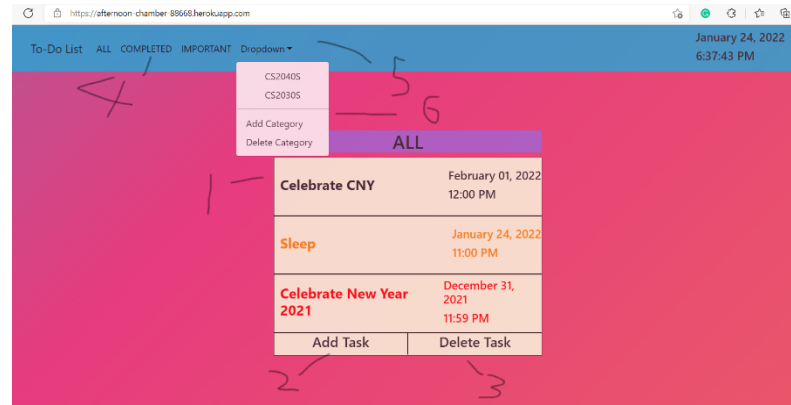 https://afternoon-chamber-88668.herokuapp.com
To-Do List ALL COMPLETED IMPORTANT Dropdown
January 24, 2022
6:37:43 PM
4
5
CS2040S
CS2030S
6
Add Category
Delete Category
ALL
1
Celebrate CNY
February 01, 2022
12:00 PM
Sleep
January 24, 2022
11:00 PM
Celebrate New Year
2021
December 31,
2021
11:59 PM
Add Task
Delete Task
2
3